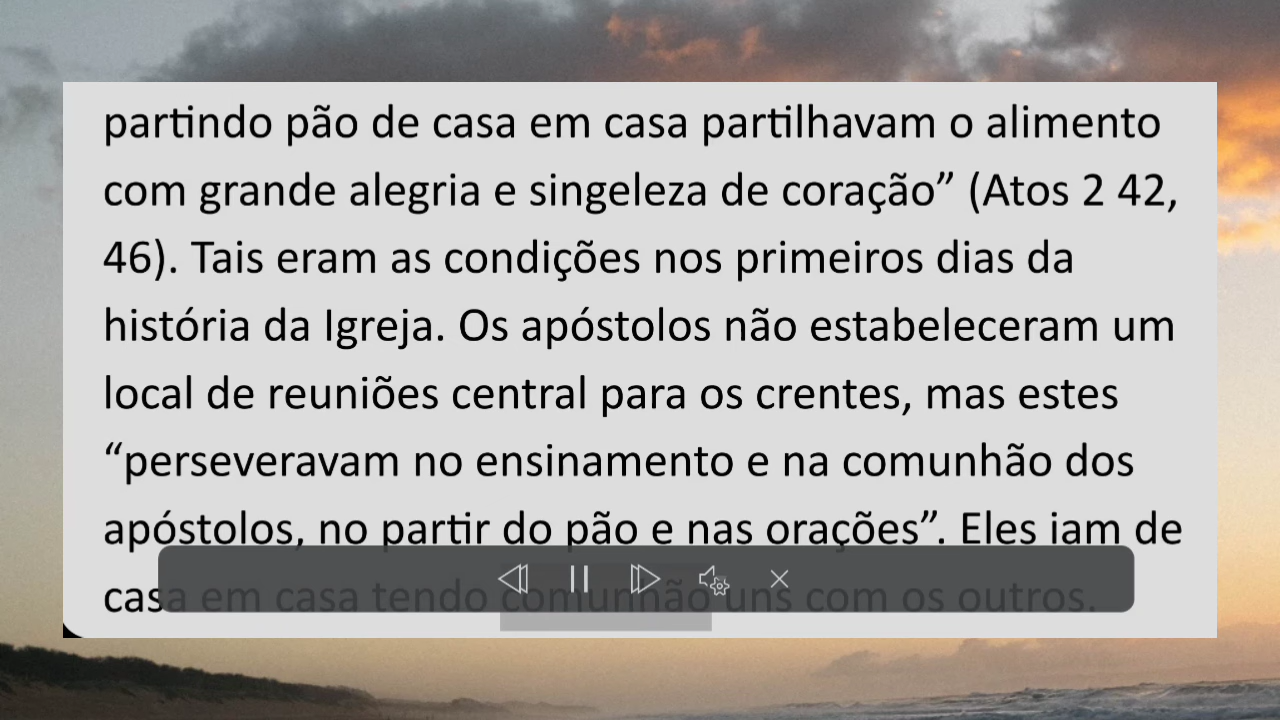 partindo pão de casa em casa partilhavam o alimento
com grande alegria e singeleza de coração” (Atos 2 42,
46). Tais eram as condições nos primeiros dias da
história da Igreja. Os apóstolos não estabeleceram um
local de reuniões central para os crentes, mas estes
“perseveravam no ensinamento e na comunhão dos
apóstolos, no partir do pão e nas orações”. Eles iam de
casa em casa tendo comunhão uns com os outros.